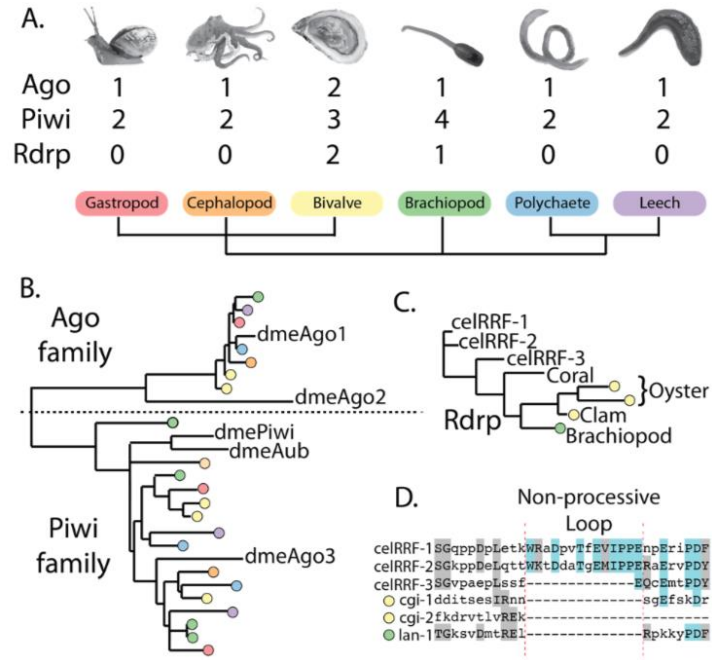 A.
Ago 1 1 2 1 1 1
Piwi 2 2 3 4 2 2
Rdrp 0 0 2 1 0 0
Gastropod Cephalopod Bivalve Brachiopod Polychaete Leech
B.
Ago
family
dmeAgo1
dmeAgo2
dmePiwi
dmeAub
Piwi
family
dmeAgo3
C.
celRRF-1
celRRF-2
celRRF-3
Coral
Oyster
Rdrp
Clam
Brachiopod
D.
Non-processive
Loop
celRRF-1 SGqppDpLetkWRaDpvTfEVIPPEnpEriPDF
celRRF-2 SGkppDeLqttWKtDdaTgEMIPPERaErvPDY
celRRF-3 SGvpaepLssf------------EQcEmtPDY
cgi-1 dditsesIRnn-------------sgEfskDr
cgi-2 fkdrvtlvREk---------------------
lan-1 TGksvDmtREl-------------RpkkyPDF